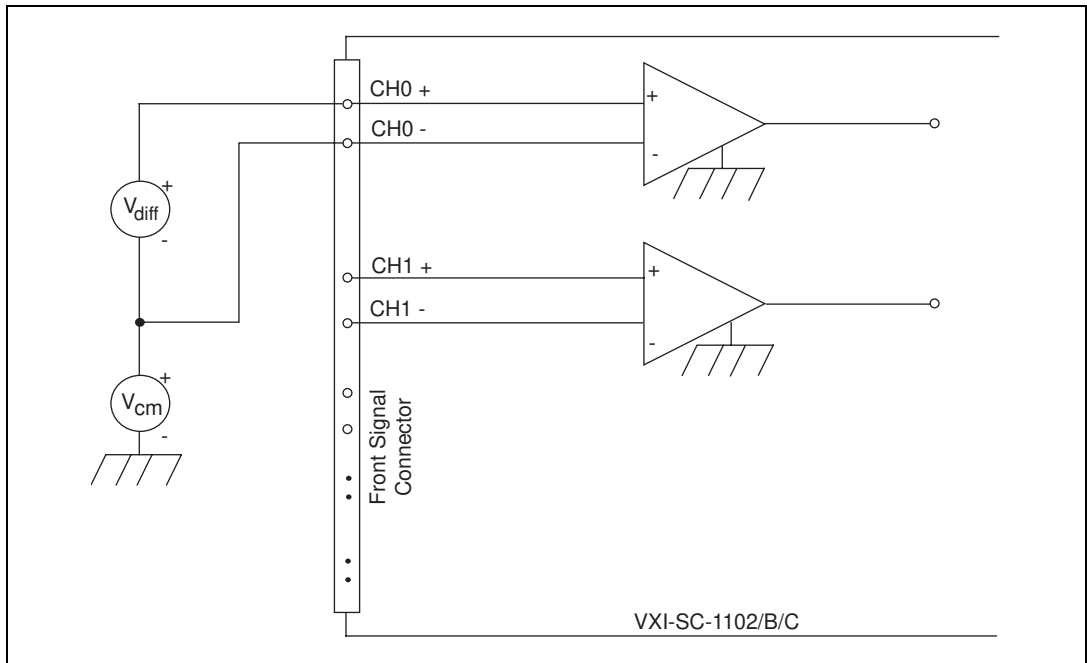 CH0 +
CH0 -
+
-
+
V diff
-
CH1 +
CH1 -
+
-
+
V cm
-
Front Signal
Connector
VXI-SC-1102/B/C